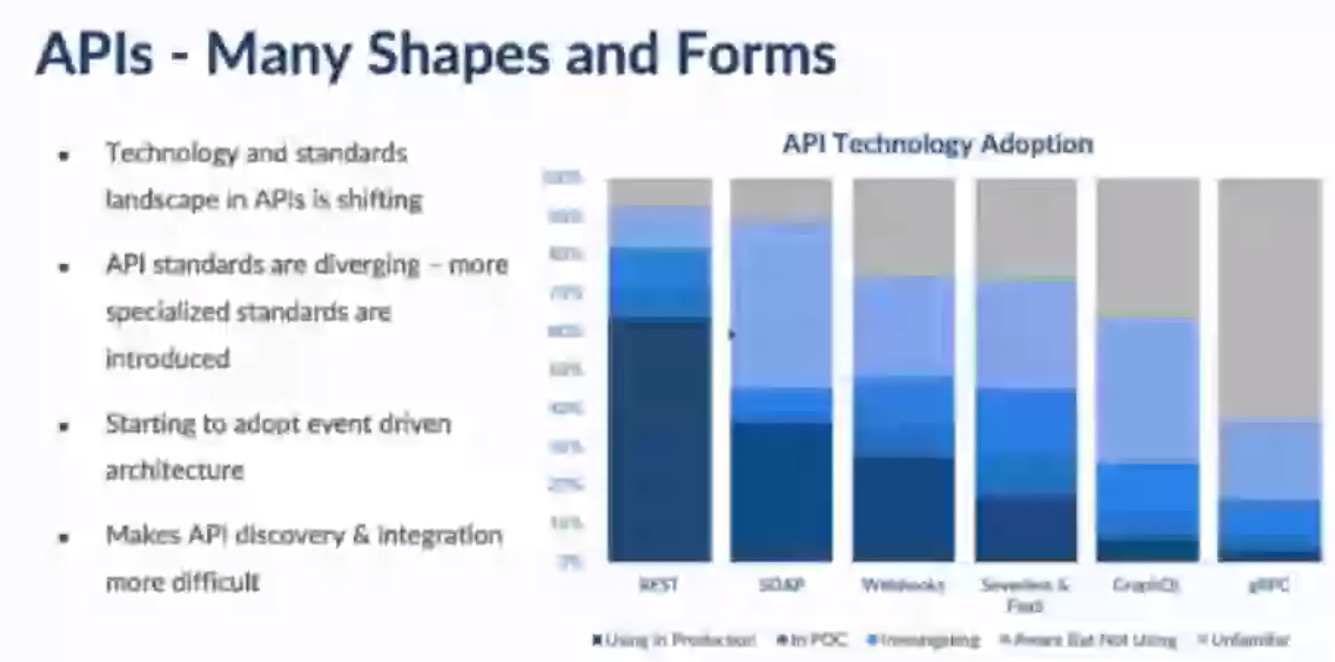 APIs - Many Shapes and Forms
▪ Technology and standards
landscape in APIs is shifting
▪ API standards are diverging – more
specialized standards are
introduced
▪ Starting to adopt event driven
architecture
▪ Makes API discovery & integration
more difficult
API Technology Adoption
100%
90%
80%
70%
60%
50%
40%
30%
20%
10%
0%
REST
SOAP
Webhooks
GraphQL
gRPC
Using in Production In POC Investigating Aware But Not Using Unfamiliar